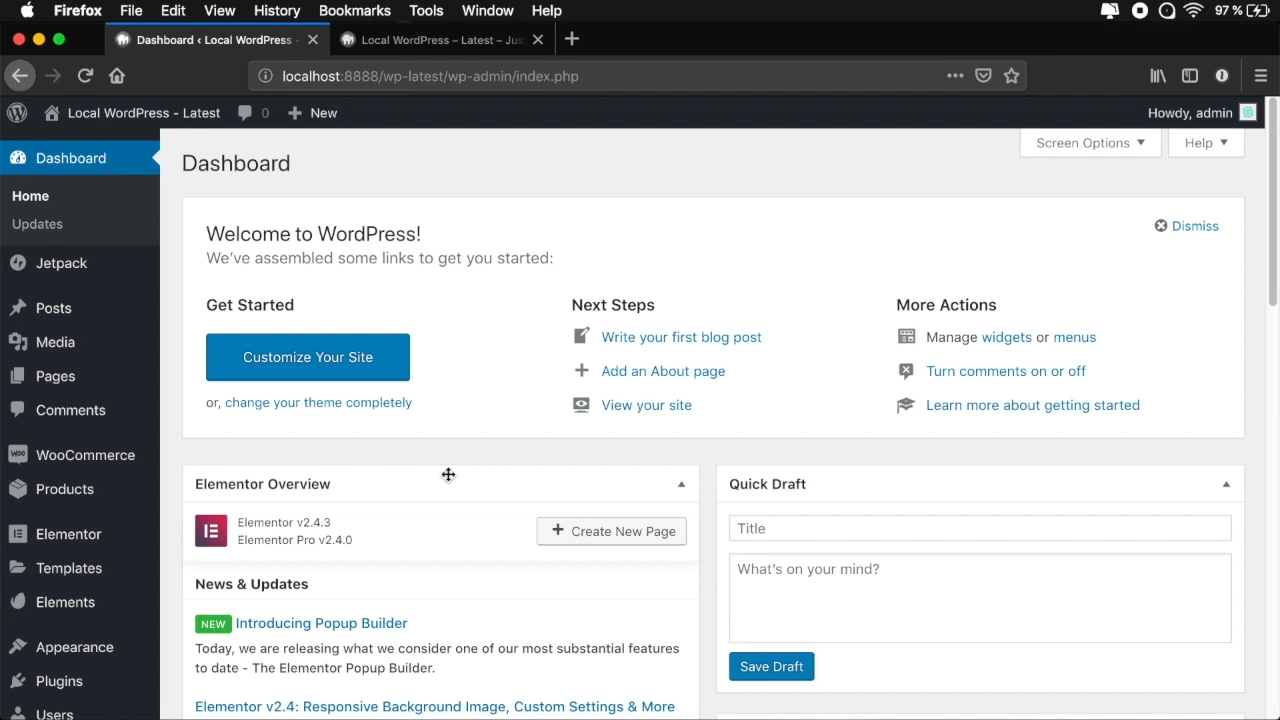 Firefox File Edit View History Bookmarks Tools Window Help 97 %
Dashboard ‹ Local WordPress - Local WordPress – Latest – Jus
localhost:8888/wp-latest/wp-admin/index.php
Local WordPress - Latest 0 New Howdy, admin
Screen Options Help
Dashboard
Home
Updates
Jetpack
Posts
Media
Pages
Comments
WooCommerce
Products
Elementor
Templates
Elements
Appearance
Plugins
Users
Dashboard
Welcome to WordPress!
Dismiss
We've assembled some links to get you started:
Get Started
Customize Your Site
or, change your theme completely
Next Steps
Write your first blog post
Add an About page
View your site
More Actions
Manage widgets or menus
Turn comments on or off
Learn more about getting started
Elementor Overview
Elementor v2.4.3
Elementor Pro v2.4.0
Create New Page
News & Updates
NEW Introducing Popup Builder
Today, we are releasing what we consider one of our most substantial features
to date - The Elementor Popup Builder.
Elementor v2.4: Responsive Background Image, Custom Settings & More
Quick Draft
Title
What's on your mind?
Save Draft